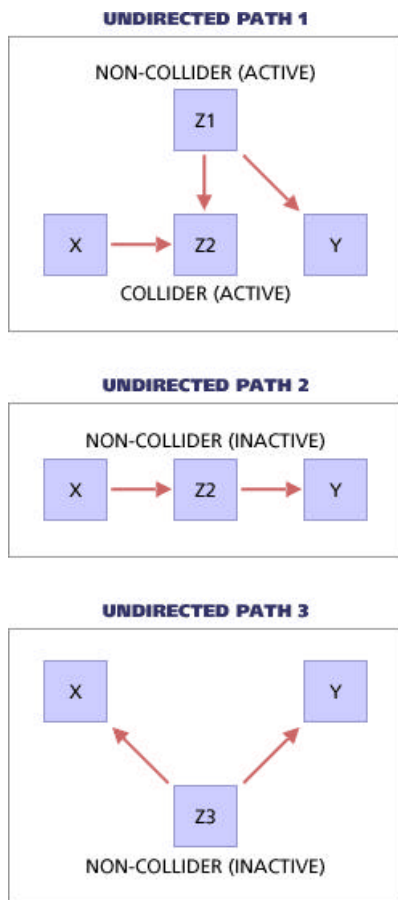 UNDIRECTED PATH 1
NON-COLLIDER (ACTIVE)
Z1
X Z2 Y
COLLIDER (ACTIVE)
UNDIRECTED PATH 2
NON-COLLIDER (INACTIVE)
X Z2 Y
UNDIRECTED PATH 3
X Y
Z3
NON-COLLIDER (INACTIVE)